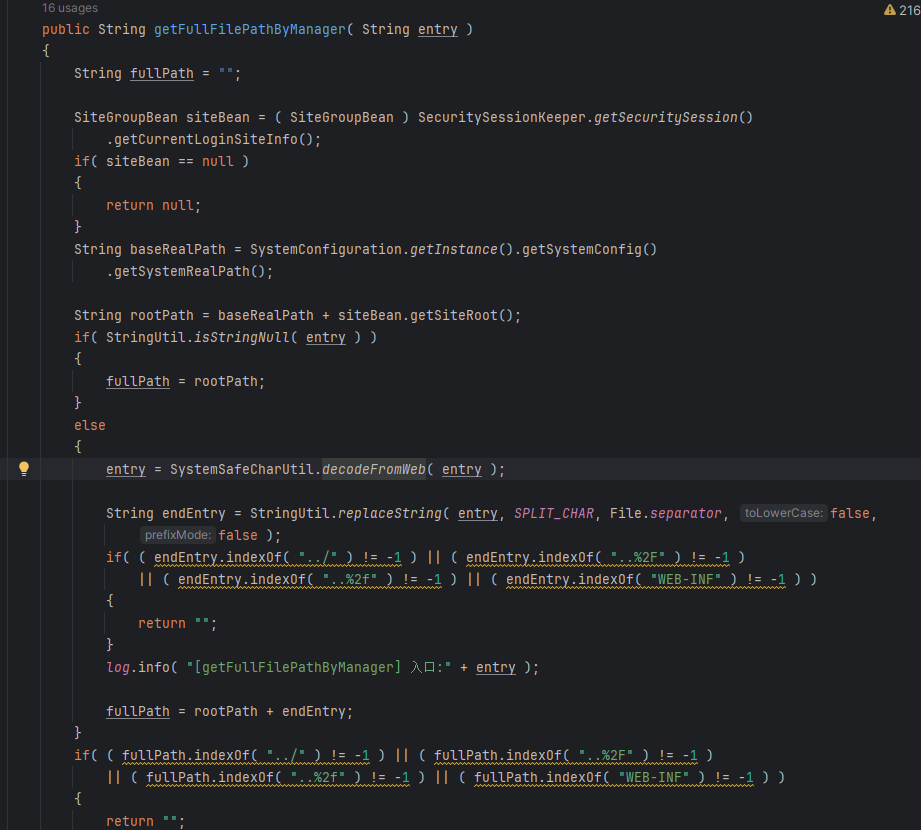 16 usages
216
public String getFullFilePathByManager( String entry )
{
String fullPath = "";
SiteGroupBean siteBean = ( SiteGroupBean ) SecuritySessionKeeper.getSecuritySession()
.getCurrentLoginSiteInfo();
if( siteBean == null )
{
return null;
}
String baseRealPath = SystemConfiguration.getInstance().getSystemConfig()
.getSystemRealPath();
String rootPath = baseRealPath + siteBean.getSiteRoot();
if( StringUtil.isStringNull( entry ) )
{
fullPath = rootPath;
}
else
{
entry = SystemSafeCharUtil.decodeFromWeb( entry );
String endEntry = StringUtil.replaceString( entry, SPLIT_CHAR, File.separator, toLowerCase: false,
prefixMode: false );
if( ( endEntry.indexOf( "../" ) != -1 ) || ( endEntry.indexOf( "..%2F" ) != -1 )
|| ( endEntry.indexOf( "..%2f" ) != -1 ) || ( endEntry.indexOf( "WEB-INF" ) != -1 ) )
{
return "";
}
log.info( "[getFullFilePathByManager] 入口:" + entry );
fullPath = rootPath + endEntry;
}
if( ( fullPath.indexOf( "../" ) != -1 ) || ( fullPath.indexOf( "..%2F" ) != -1 )
|| ( fullPath.indexOf( "..%2f" ) != -1 ) || ( fullPath.indexOf( "WEB-INF" ) != -1 ) )
{
return "";